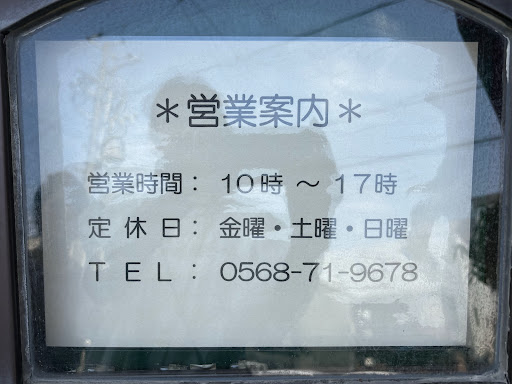 ＊営業案内＊
営業時間： 10時 ～ 17時
定 休 日： 金曜・土曜・日曜
T E L： 0568-71-9678